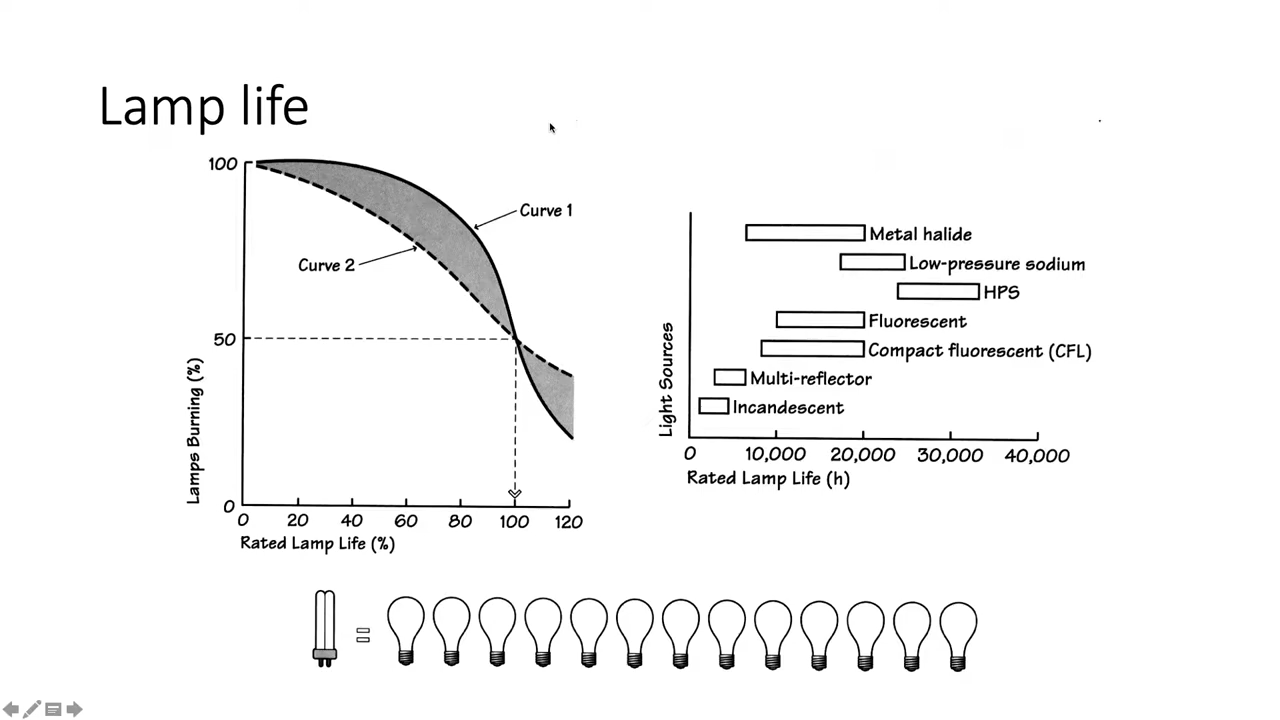 Lamp life
100
Curve 1
Curve 2
50
Lamps Burning (%)
0
0 20 40 60 80 100 120
Rated Lamp Life (%)
Metal halide
Low-pressure sodium
HPS
Fluorescent
Compact fluorescent (CFL)
Multi-reflector
Incandescent
Light Sources
0 10,000 20,000 30,000 40,000
Rated Lamp Life (h)
=